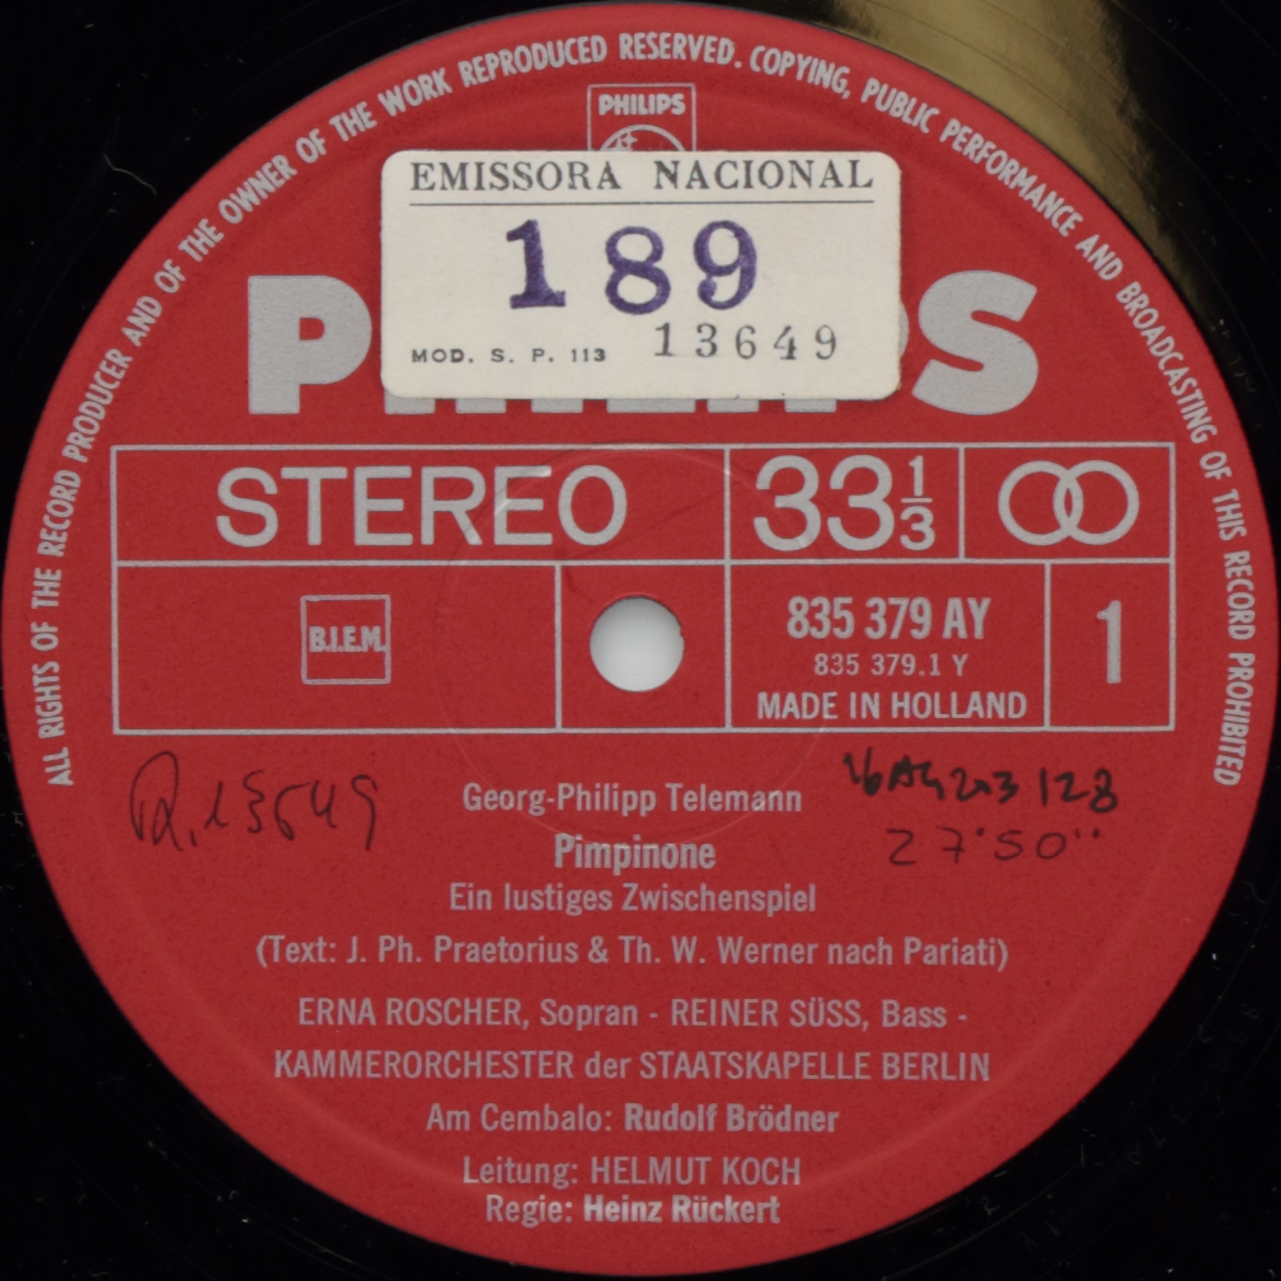 ALL RIGHTS OF THE RECORD PRODUCER AND OF THE OWNER OF THE WORK REPRODUCED RESERVED. COPYING, PUBLIC PERFORMANCE AND BROADCASTING OF THIS RECORD PROHIBITED
PHILIPS
EMISSORA NACIONAL
189
13649
MOD. S. P. 113
STEREO 33 1/3
B.I.E.M.
835 379 AY
835 379.1 Y
MADE IN HOLLAND
1
R.13649
27'50''
Georg-Philipp Telemann
Pimpinone
Ein lustiges Zwischenspiel
(Text: J. Ph. Praetorius & Th. W. Werner nach Pariati)
ERNA ROSCHER, Sopran - REINER SÜSS, Bass -
KAMMERORCHESTER der STAATSKAPELLE BERLIN
Am Cembalo: Rudolf Brödner
Leitung: HELMUT KOCH
Regie: Heinz Rückert